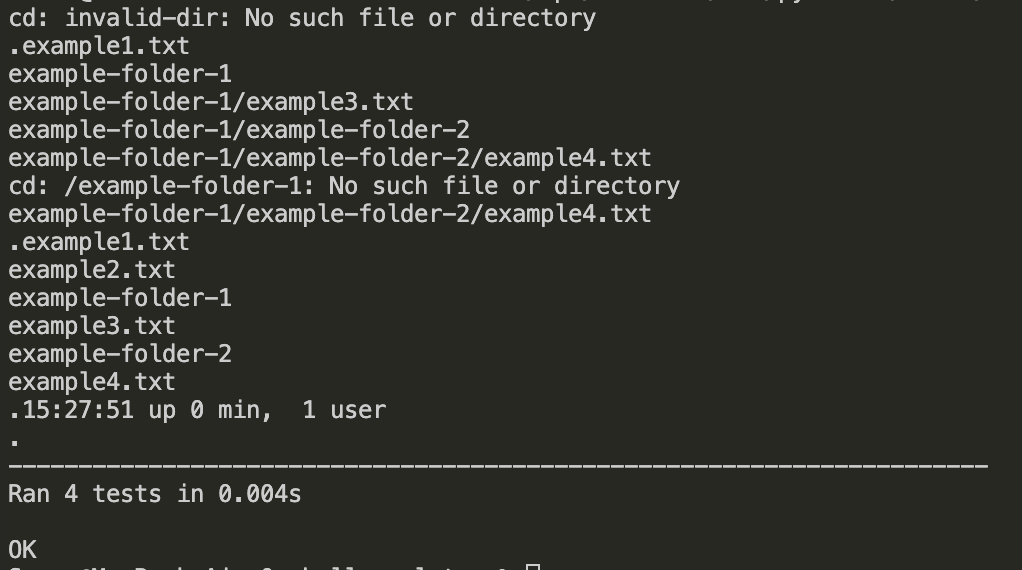 cd: invalid-dir: No such file or directory
.example1.txt
example-folder-1
example-folder-1/example3.txt
example-folder-1/example-folder-2
example-folder-1/example-folder-2/example4.txt
cd: /example-folder-1: No such file or directory
example-folder-1/example-folder-2/example4.txt
.example1.txt
example2.txt
example-folder-1
example3.txt
example-folder-2
example4.txt
.15:27:51 up 0 min,  1 user
.
----------------------------------------------------------------------
Ran 4 tests in 0.004s
OK